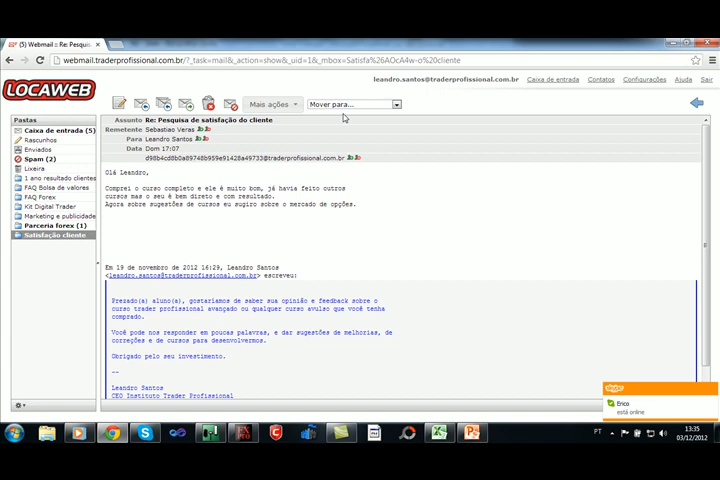 (5) Webmail :: Re: Pesquis
webmail.traderprofissional.com.br/?_task=mail&_action=show&_uid=1&_mbox=Satisfa%26AOcA4w-o%20cliente
leandro.santos@traderprofissional.com.br Caixa de entrada Contatos Configurações Ajuda Sair
LOCAWEB
Mais ações
Mover para...
Pastas
Caixa de entrada (5)
Rascunhos
Enviados
Spam (2)
Lixeira
1 ano resultado clientes
FAQ Bolsa de valores
FAQ Forex
Kit Digital Trader
Marketing e publicidade
Parceria forex (1)
Satisfação cliente
Assunto Re: Pesquisa de satisfação do cliente
Remetente Sebastiao Veras
Para Leandro Santos
Data Dom 17:07
d98b4cd8b0a89748b959e91428a49733@traderprofissional.com.br
Olá Leandro,
Comprei o curso completo e ele é muito bom, já havia feito outros
cursos mas o seu é bem direto e com resultado.
Agora sobre sugestões de cursos eu sugiro sobre o mercado de opções.
Em 19 de novembro de 2012 16:29, Leandro Santos
<leandro.santos@traderprofissional.com.br> escreveu:
Prezado(a) aluno(a), gostaríamos de saber sua opinião e feedback sobre o
curso trader profissional avançado ou qualquer curso avulso que você tenha
comprado.
Você pode nos responder em poucas palavras, e dar sugestões de melhorias, de
correções e de cursos para desenvolvermos.
Obrigado pelo seu investimento.
--
Leandro Santos
CEO Instituto Trader Profissional
Erico
está online
PT
13:35
03/12/2012